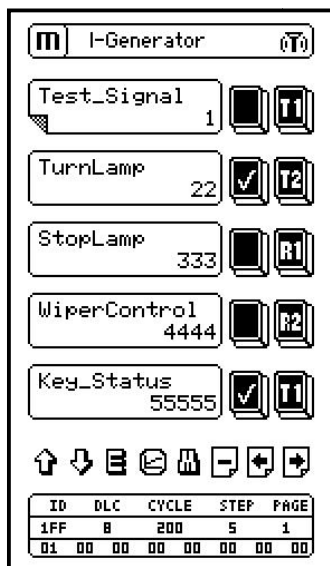 m I-Generator (T)
Test_Signal
1 T1
TurnLamp
22 T2
StopLamp
333 R1
WiperControl
4444 R2
Key_Status
55555 T1
ID DLC CYCLE STEP PAGE
1FF 8 200 5 1
01 00 00 00 00 00 00 00